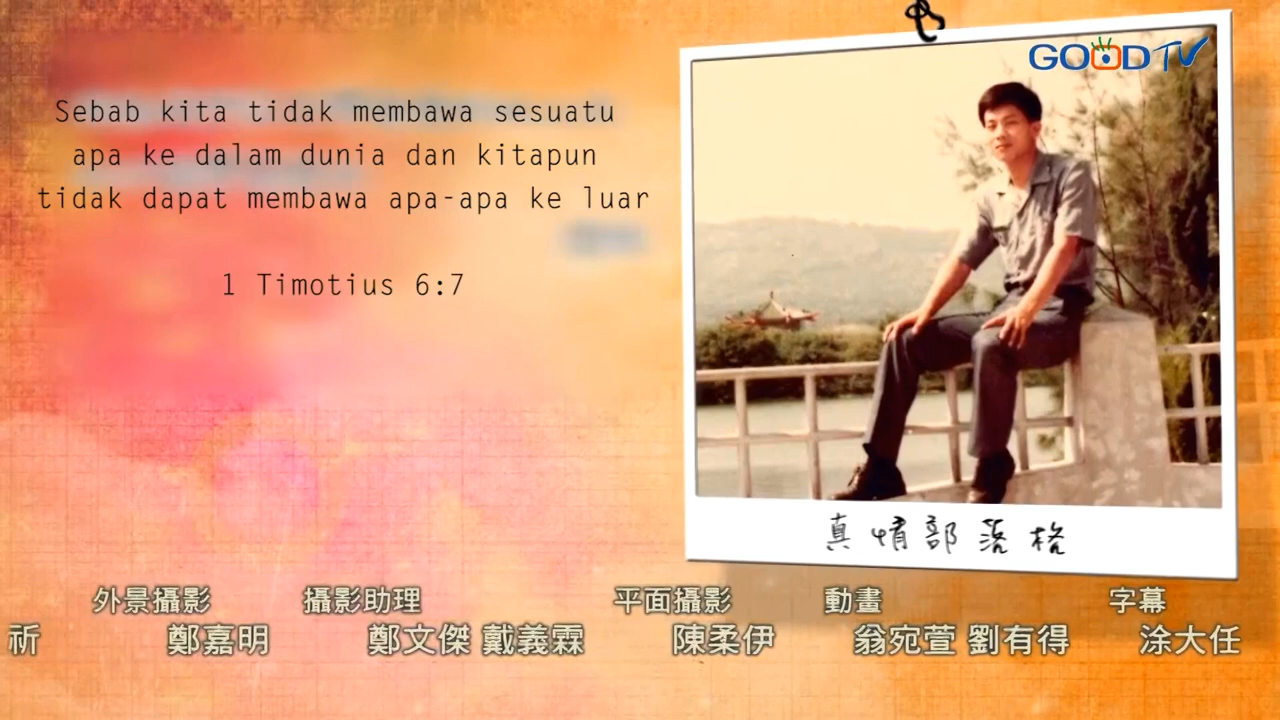 GOODTV
Sebab kita tidak membawa sesuatu
apa ke dalam dunia dan kitapun
tidak dapat membawa apa-apa ke luar
1 Timotius 6:7
真情部落格
外景攝影 攝影助理 平面攝影 動畫 字幕
祈 鄭嘉明 鄭文傑 戴義霖 陳柔伊 翁宛萱 劉有得 涂大任